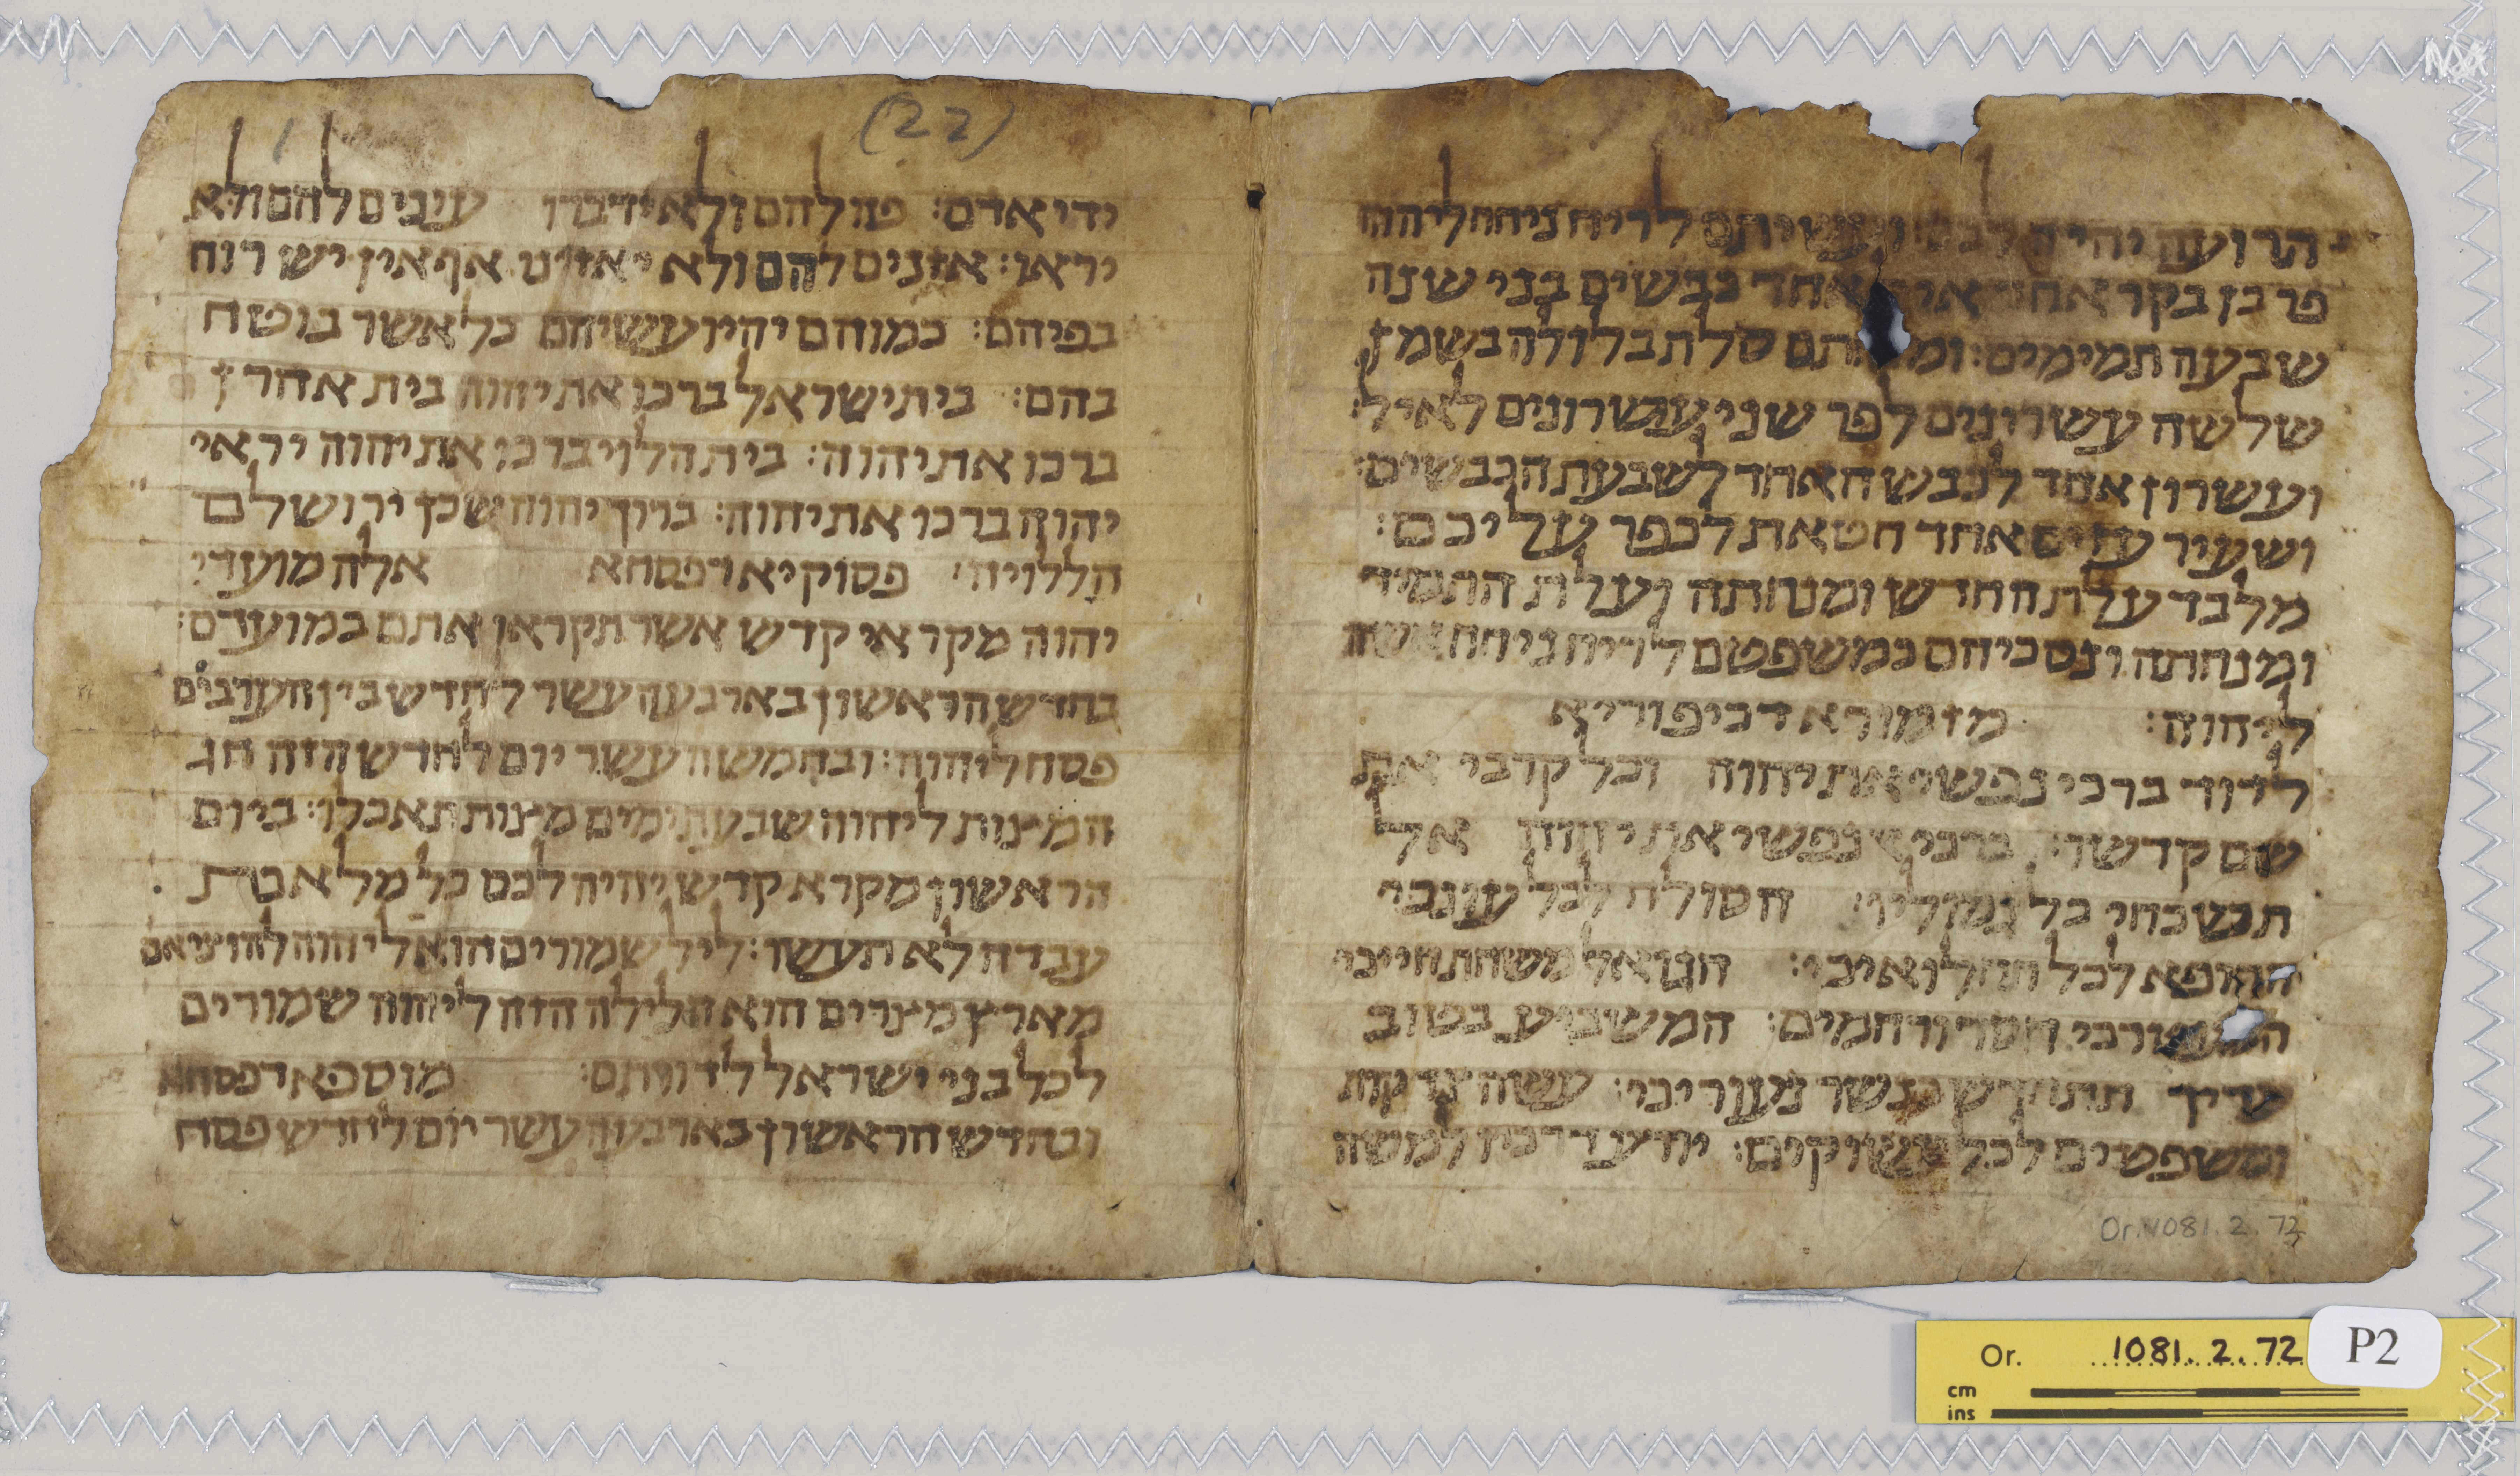 תרועה יהיה לכם ועשיתם לריח ניחח ליהוה
פר בן בקר אחד איל אחד כבשים בני שנה
שבעה תמימים: ומנחתם סלת בלולה בשמן
שלשה עשרונים לפר שני עשרונים לאיל:
ועשרון אחד לכבש האחד לשבעת הכבשים:
ושעיר עזים אחד חטאת לכפר עליכם:
מלבד עלת החדש ומנחתה ועלת התמיד
ומנחתה ונסכיהם כמשפטם לריח ניחח אשה
ליהוה: מזמורא דכיפוריא
לדוד ברכי נפשי את יהוה וכל קרבי את
שם קדשו: ברכי נפשי את יהוה אל
תשכחי כל גמוליו: הסולח לכל עונכי
הרופא לכל תחלואיכי: הגואל משחת חייכי
המעטרכי חסד ורחמים: המשביע בטוב
עדיך תתחדש כנשר נעוריכי: עשה צדקות
ומשפטים לכל עשוקים: יודע דרכיו למשה
ידי אדם: פה להם ולא ידברו עינים להם ולא
יראו: אזנים להם ולא יאזינו אף אין יש רוח
בפיהם: כמוהם יהיו עשיהם כל אשר בוטח
בהם: בית ישראל ברכו את יהוה בית אהרן
ברכו את יהוה: בית הלוי ברכו את יהוה יראי
יהוה ברכו את יהוה: ברוך יהוה שכן ירושלם
הללויה: פסוקיא דפסחא אלה מועדי
יהוה מקראי קדש אשר תקראו אתם במועדם:
בחדש הראשון בארבעה עשר לחדש בין הערבים
פסח ליהוה: ובחמשה עשר יום לחדש הזה חג
המצות ליהוה שבעת ימים מצות תאכלו: ביום
הראשון מקרא קדש יהיה לכם כל מלאכת
עבדה לא תעשו: ליל שמורים הוא ליהוה להוציאם
מארץ מצרים הוא הלילה הזה ליהוה שמורים
לכל בני ישראל לדורתם: מוספא דפסחא
ובחדש הראשון בארבעה עשר יום לחדש פסח
(22)
1
Or. 1081. 2. 72
Or. 1081. 2. 72
P2
cm
ins